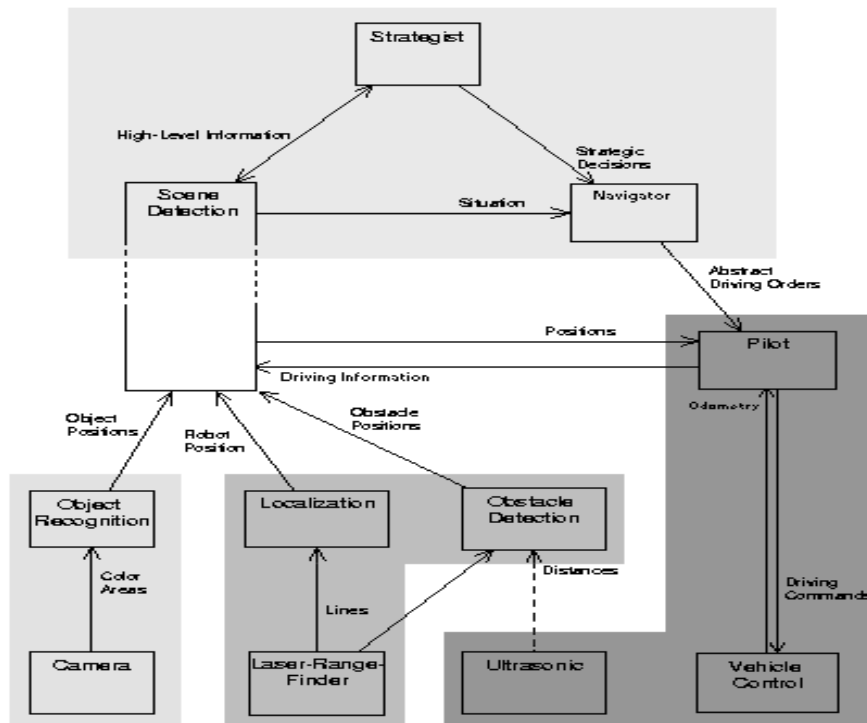 Strategist
High-Level Information
Strategic
Decisions
Scene
Detection
Situation
Navigator
Abstract
Driving Orders
Positions
Pilot
Driving Information
Object
Positions
Robot
Position
Obstacle
Positions
Odometry
Object
Recognition
Localization
Obstacle
Detection
Color
Areas
Lines
Distances
Driving
Commands
Camera
Laser-Range-
Finder
Ultrasonic
Vehicle
Control